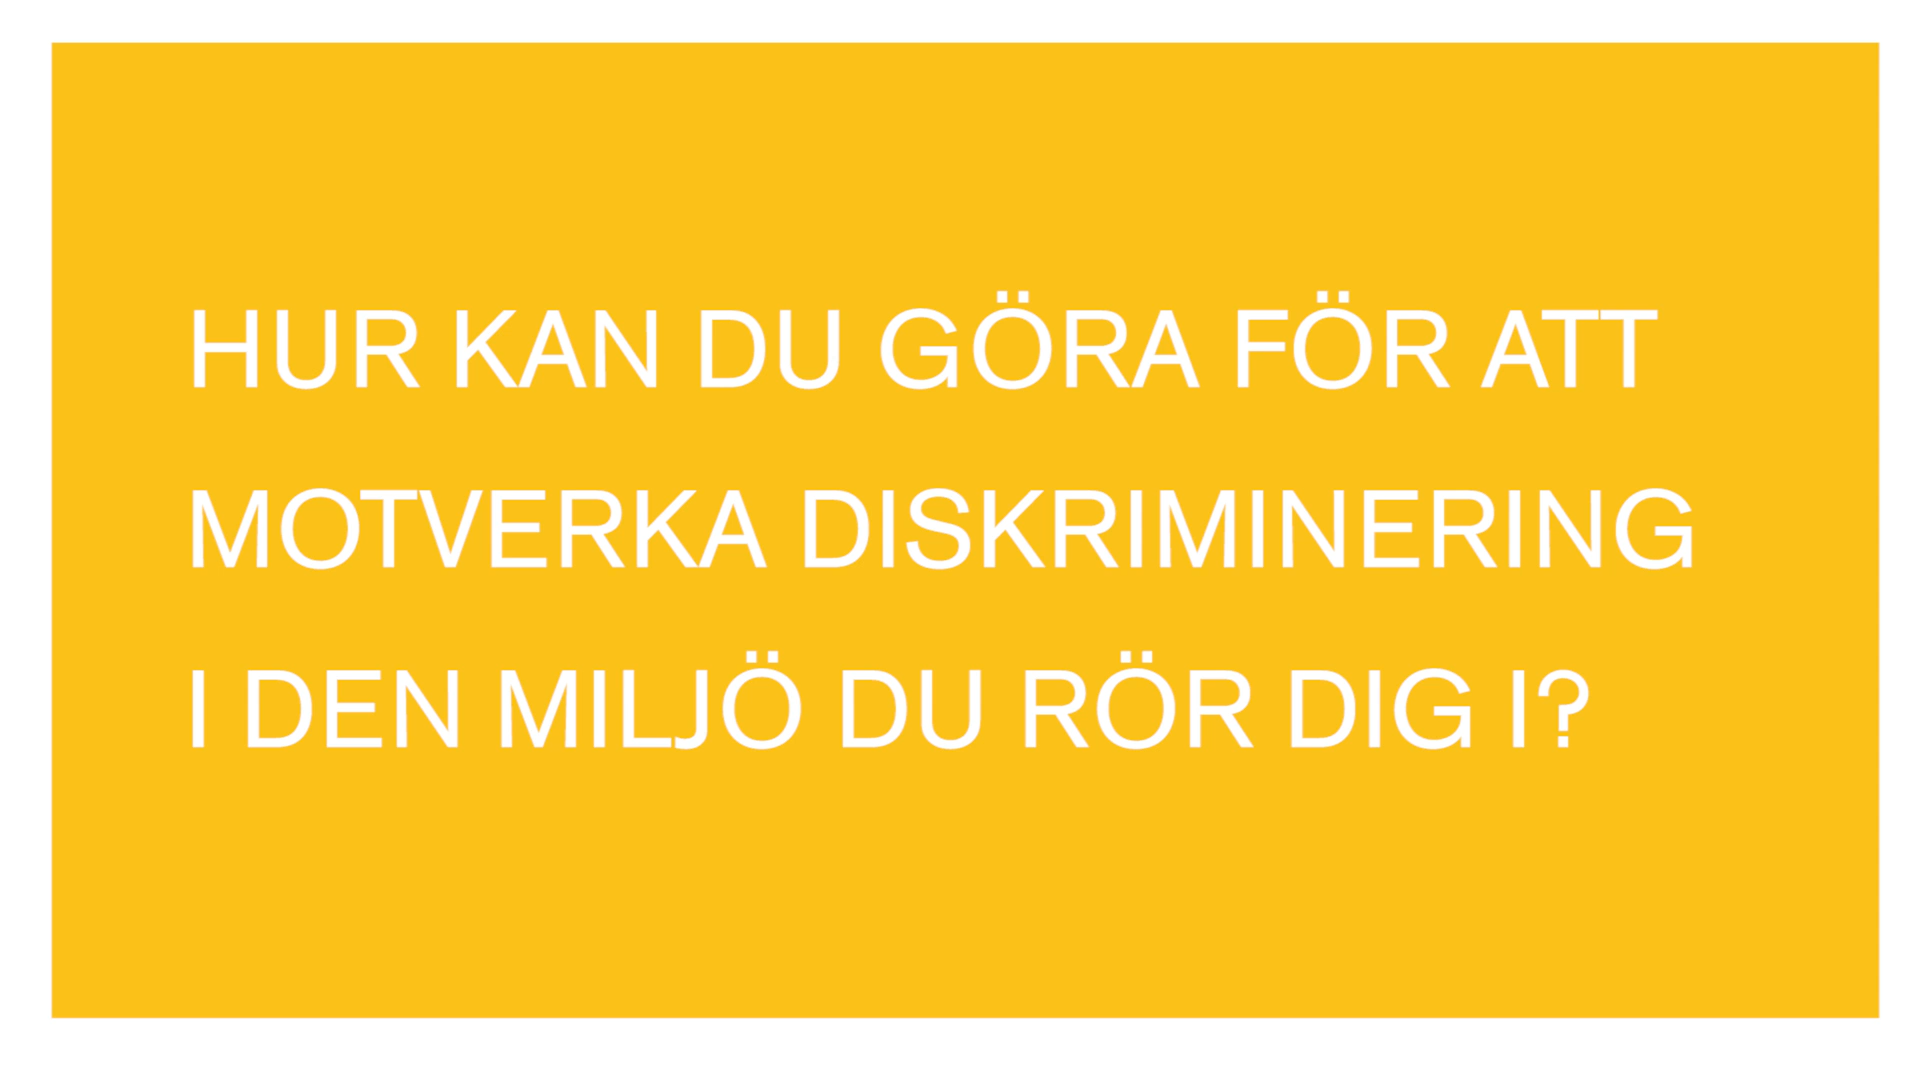 HUR KAN DU GÖRA FÖR ATT
MOTVERKA DISKRIMINERING
I DEN MILJÖ DU RÖR DIG I?